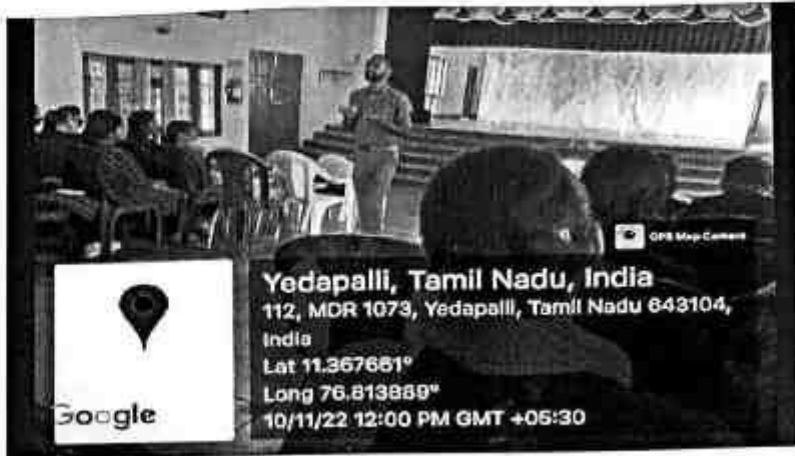 GPS Map Camera
Yedapalli, Tamil Nadu, India
112, MDR 1073, Yedapalli, Tamil Nadu 643104,
India
Lat 11.367661°
Long 76.813869°
10/11/22 12:00 PM GMT +05:30
Google